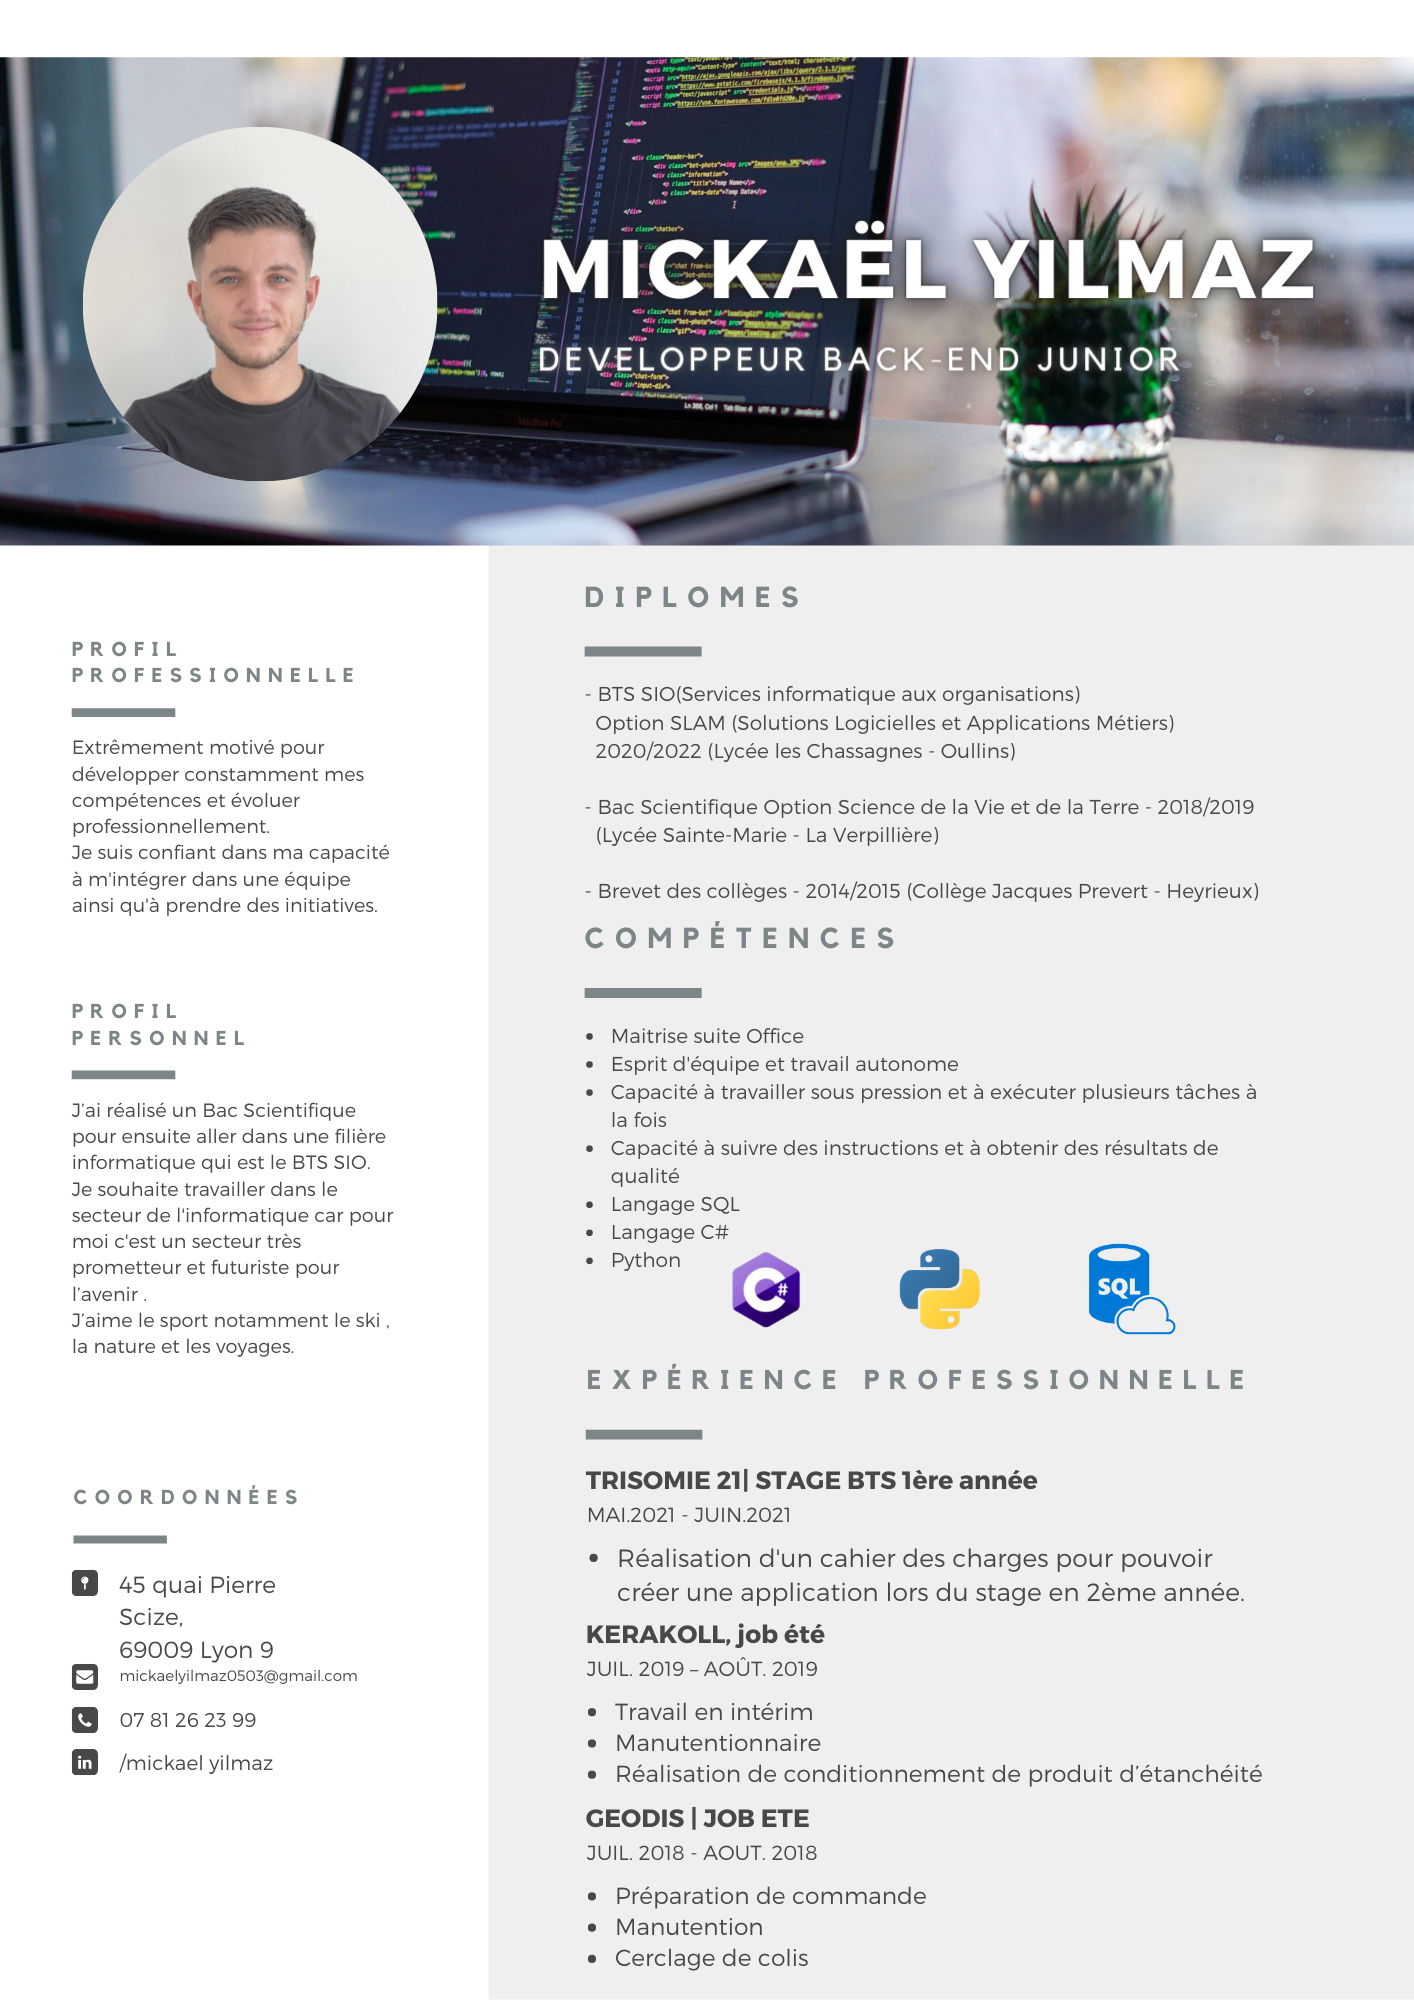 MICKAËL YILMAZ
DEVELOPPEUR BACK-END JUNIOR
PROFIL
PROFESSIONNELLE
Extrêmement motivé pour
développer constamment mes
compétences et évoluer
professionnellement.
Je suis confiant dans ma capacité
à m'intégrer dans une équipe
ainsi qu'à prendre des initiatives.
PROFIL
PERSONNEL
J'ai réalisé un Bac Scientifique
pour ensuite aller dans une filière
informatique qui est le BTS SIO.
Je souhaite travailler dans le
secteur de l'informatique car pour
moi c'est un secteur très
prometteur et futuriste pour
l'avenir .
J'aime le sport notamment le ski ,
la nature et les voyages.
COORDONNÉES
45 quai Pierre
Scize,
69009 Lyon 9
mickaelyilmaz0503@gmail.com
07 81 26 23 99
in /mickael yilmaz
DIPLOMES
- BTS SIO(Services informatique aux organisations)
Option SLAM (Solutions Logicielles et Applications Métiers)
2020/2022 (Lycée les Chassagnes - Oullins)
- Bac Scientifique Option Science de la Vie et de la Terre - 2018/2019
(Lycée Sainte-Marie - La Verpillière)
- Brevet des collèges - 2014/2015 (Collège Jacques Prevert - Heyrieux)
COMPÉTENCES
• Maitrise suite Office
• Esprit d'équipe et travail autonome
• Capacité à travailler sous pression et à exécuter plusieurs tâches à
la fois
• Capacité à suivre des instructions et à obtenir des résultats de
qualité
• Langage SQL
• Langage C#
• Python
C#
SQL
EXPÉRIENCE PROFESSIONNELLE
TRISOMIE 21| STAGE BTS 1ère année
MAI.2021 - JUIN.2021
• Réalisation d'un cahier des charges pour pouvoir
créer une application lors du stage en 2ème année.
KERAKOLL, job été
JUIL. 2019 – AOÛT. 2019
• Travail en intérim
• Manutentionnaire
• Réalisation de conditionnement de produit d'étanchéité
GEODIS | JOB ETE
JUIL. 2018 - AOUT. 2018
• Préparation de commande
• Manutention
• Cerclage de colis